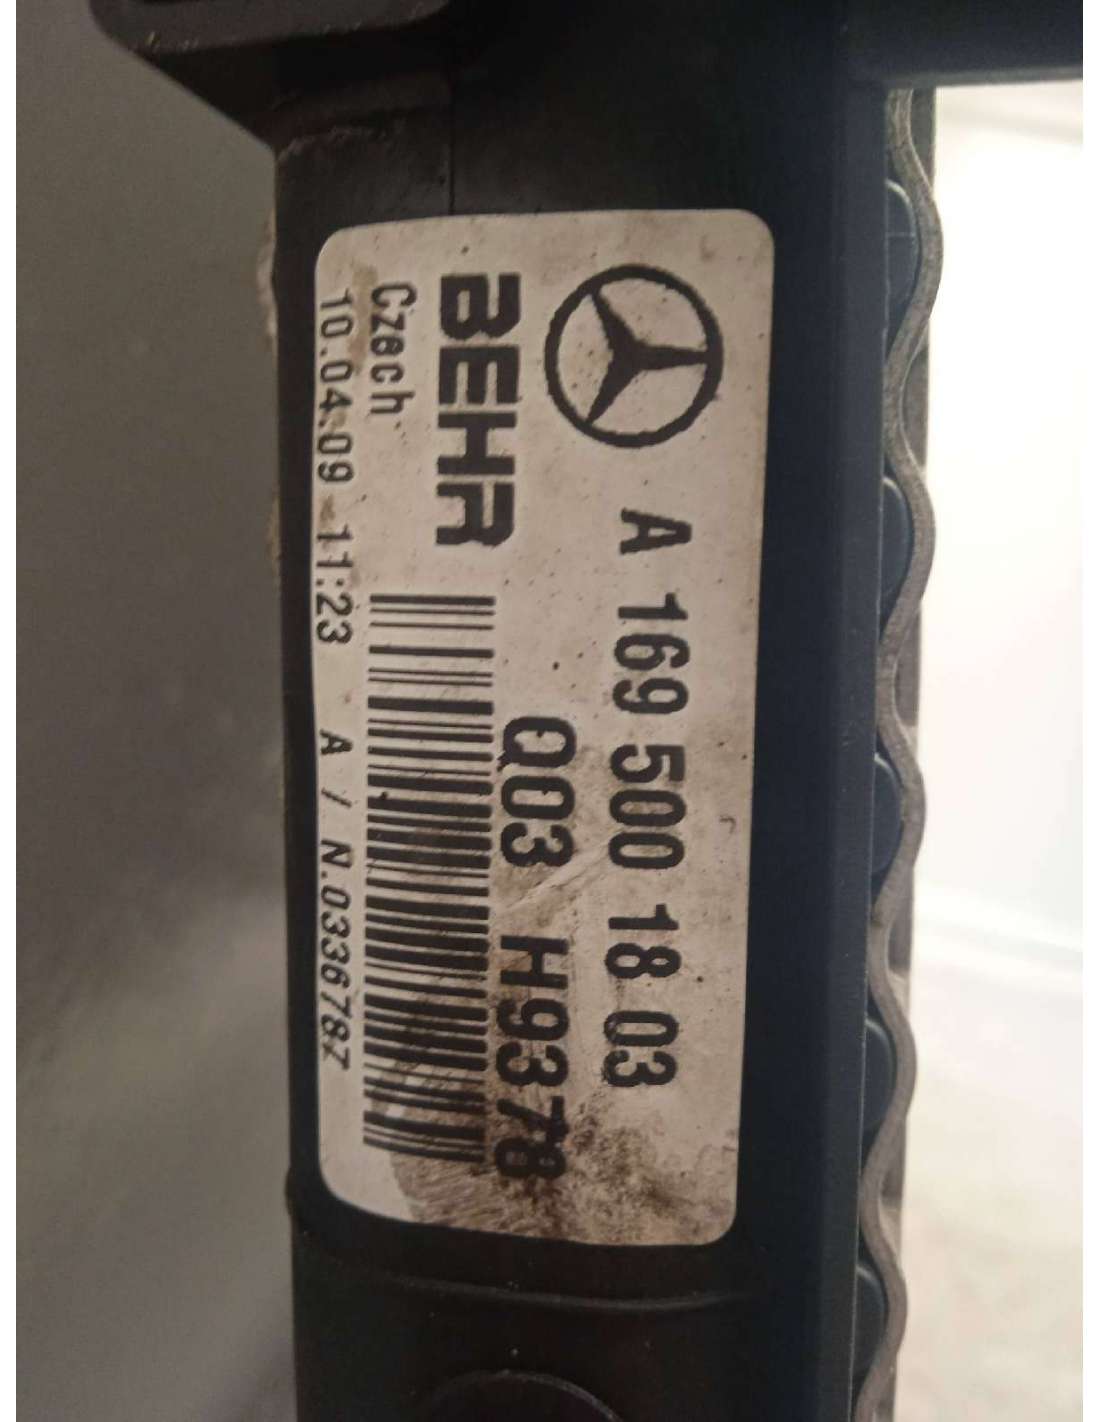 A 169 500 18 03
BEHR
Q03 H9378
Czech
10.04.09 11:23 A / N.0336787